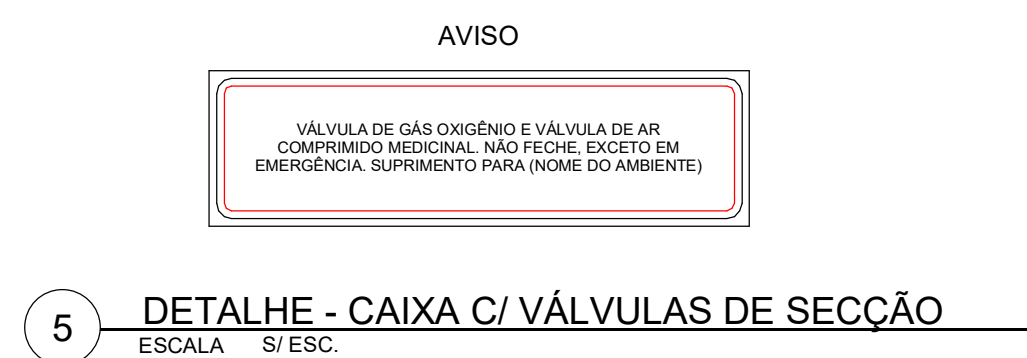 AVISO
VÁLVULA DE GÁS OXIGÊNIO E VÁLVULA DE AR
COMPRIMIDO MEDICINAL. NÃO FECHE, EXCETO EM
EMERGÊNCIA. SUPRIMENTO PARA (NOME DO AMBIENTE)
5 DETALHE - CAIXA C/ VÁLVULAS DE SECÇÃO
ESCALA S/ ESC.